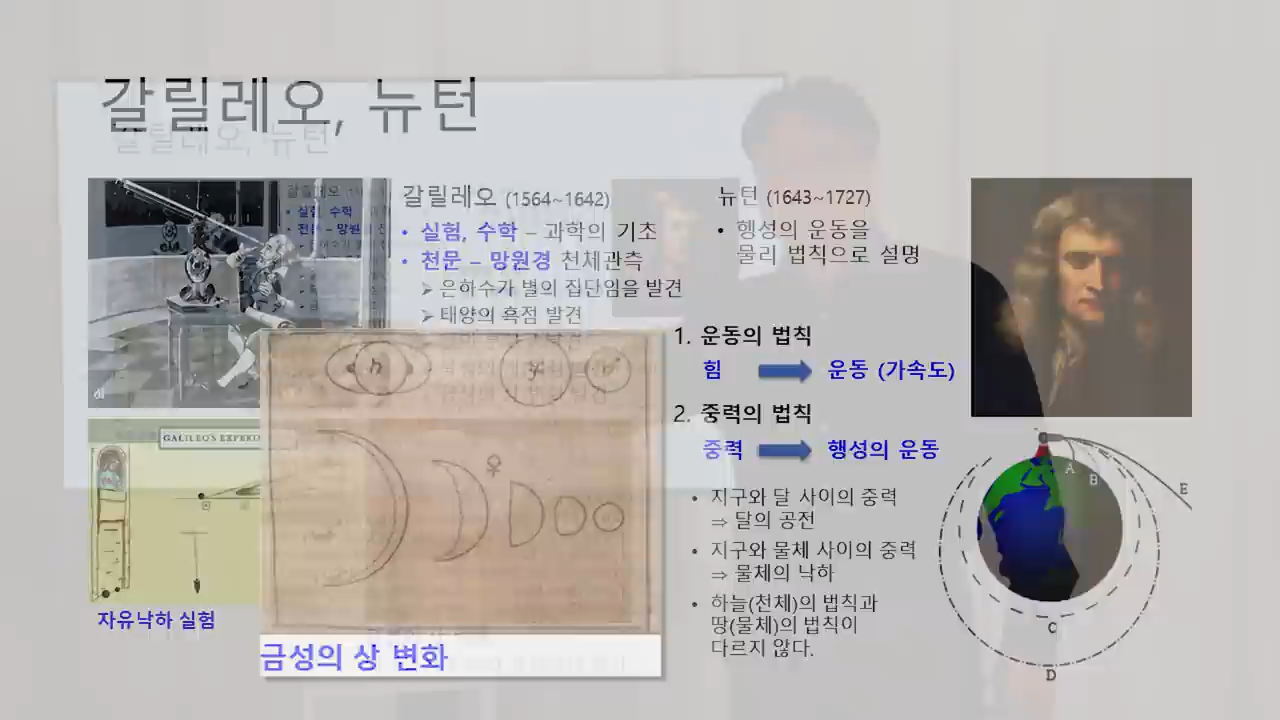 갈릴레오, 뉴턴
갈릴레오 (1564~1642)
• 실험, 수학 – 과학의 기초
• 천문 – 망원경 천체관측
➢ 은하수가 별의 집단임을 발견
➢ 태양의 흑점 발견
GALILEO'S EXPERI
자유낙하 실험
♀
금성의 상 변화
뉴턴 (1643~1727)
• 행성의 운동을
물리 법칙으로 설명
1. 운동의 법칙
힘 운동 (가속도)
2. 중력의 법칙
중력 행성의 운동
• 지구와 달 사이의 중력
⇒ 달의 공전
• 지구와 물체 사이의 중력
⇒ 물체의 낙하
• 하늘(천체)의 법칙과
땅(물체)의 법칙이
다르지 않다.
A
B
E
C
D